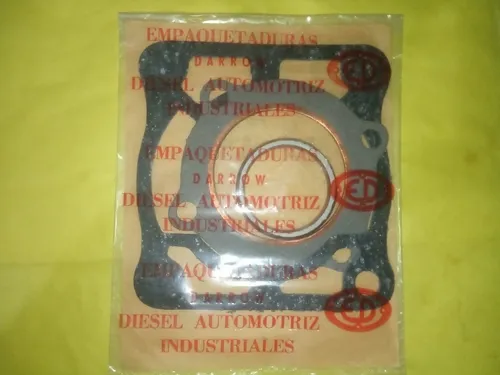 EMPAQUETADURAS
DARROW
DIESEL AUTOMOTRIZ
INDUSTRIALES
ED
EMPAQUETADURAS
DARROW
DIESEL AUTOMOTRIZ
INDUSTRIALES
ED
EMPAQUETADURAS
DARROW
DIESEL AUTOMOTRIZ
INDUSTRIALES
ED